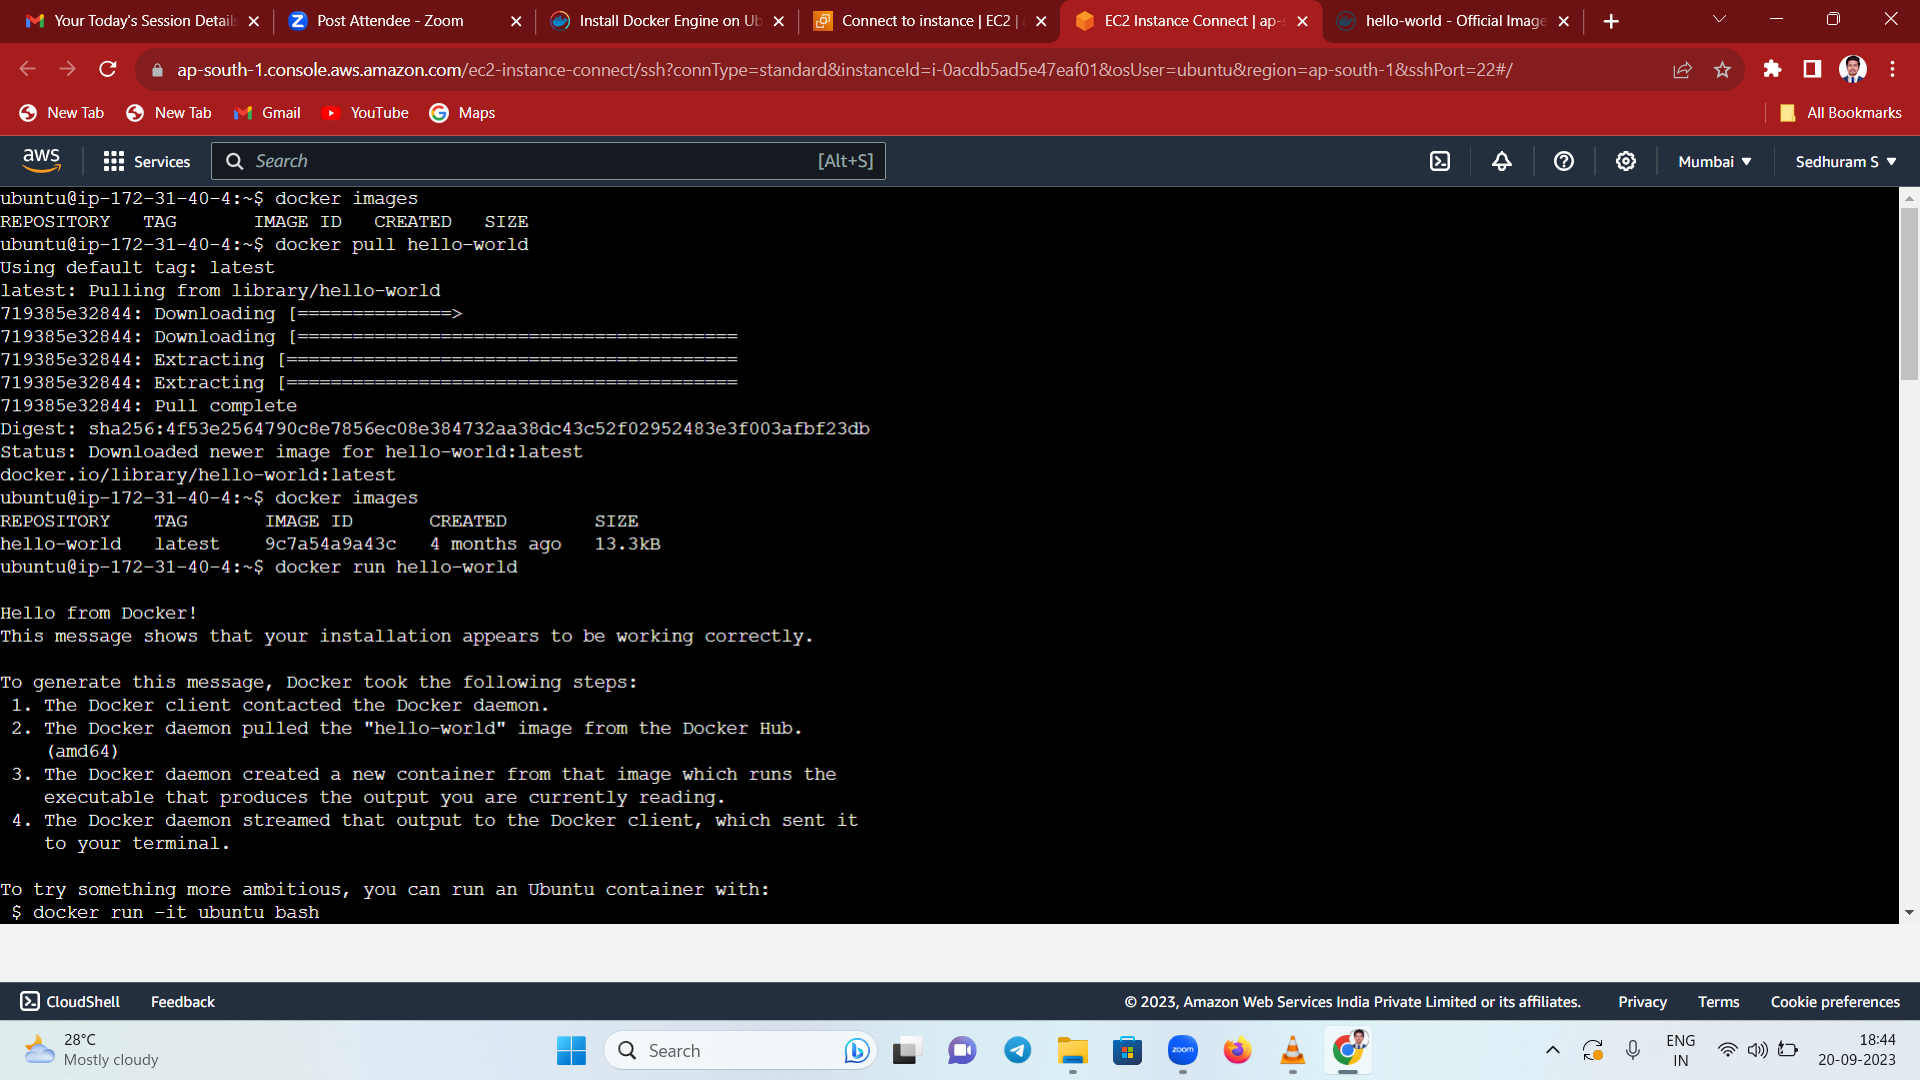 Your Today's Session Details
Post Attendee - Zoom
Install Docker Engine on Ub
Connect to instance | EC2 |
EC2 Instance Connect | ap-s
hello-world - Official Image
ap-south-1.console.aws.amazon.com/ec2-instance-connect/ssh?connType=standard&instanceId=i-0acdb5ad5e47eaf01&osUser=ubuntu&region=ap-south-1&sshPort=22#/
New Tab
New Tab
Gmail
YouTube
Maps
All Bookmarks
aws
Services
Search
[Alt+S]
Mumbai
Sedhuram S
ubuntu@ip-172-31-40-4:~$ docker images
REPOSITORY   TAG       IMAGE ID   CREATED   SIZE
ubuntu@ip-172-31-40-4:~$ docker pull hello-world
Using default tag: latest
latest: Pulling from library/hello-world
719385e32844: Downloading [==============>
719385e32844: Downloading [========================================
719385e32844: Extracting [=========================================
719385e32844: Extracting [=========================================
719385e32844: Pull complete
Digest: sha256:4f53e2564790c8e7856ec08e384732aa38dc43c52f02952483e3f003afbf23db
Status: Downloaded newer image for hello-world:latest
docker.io/library/hello-world:latest
ubuntu@ip-172-31-40-4:~$ docker images
REPOSITORY    TAG       IMAGE ID       CREATED        SIZE
hello-world   latest    9c7a54a9a43c   4 months ago   13.3kB
ubuntu@ip-172-31-40-4:~$ docker run hello-world
Hello from Docker!
This message shows that your installation appears to be working correctly.
To generate this message, Docker took the following steps:
1. The Docker client contacted the Docker daemon.
2. The Docker daemon pulled the "hello-world" image from the Docker Hub.
(amd64)
3. The Docker daemon created a new container from that image which runs the
executable that produces the output you are currently reading.
4. The Docker daemon streamed that output to the Docker client, which sent it
to your terminal.
To try something more ambitious, you can run an Ubuntu container with:
$ docker run -it ubuntu bash
CloudShell
Feedback
© 2023, Amazon Web Services India Private Limited or its affiliates.
Privacy
Terms
Cookie preferences
28°C
Mostly cloudy
Search
zoom
ENG
IN
18:44
20-09-2023